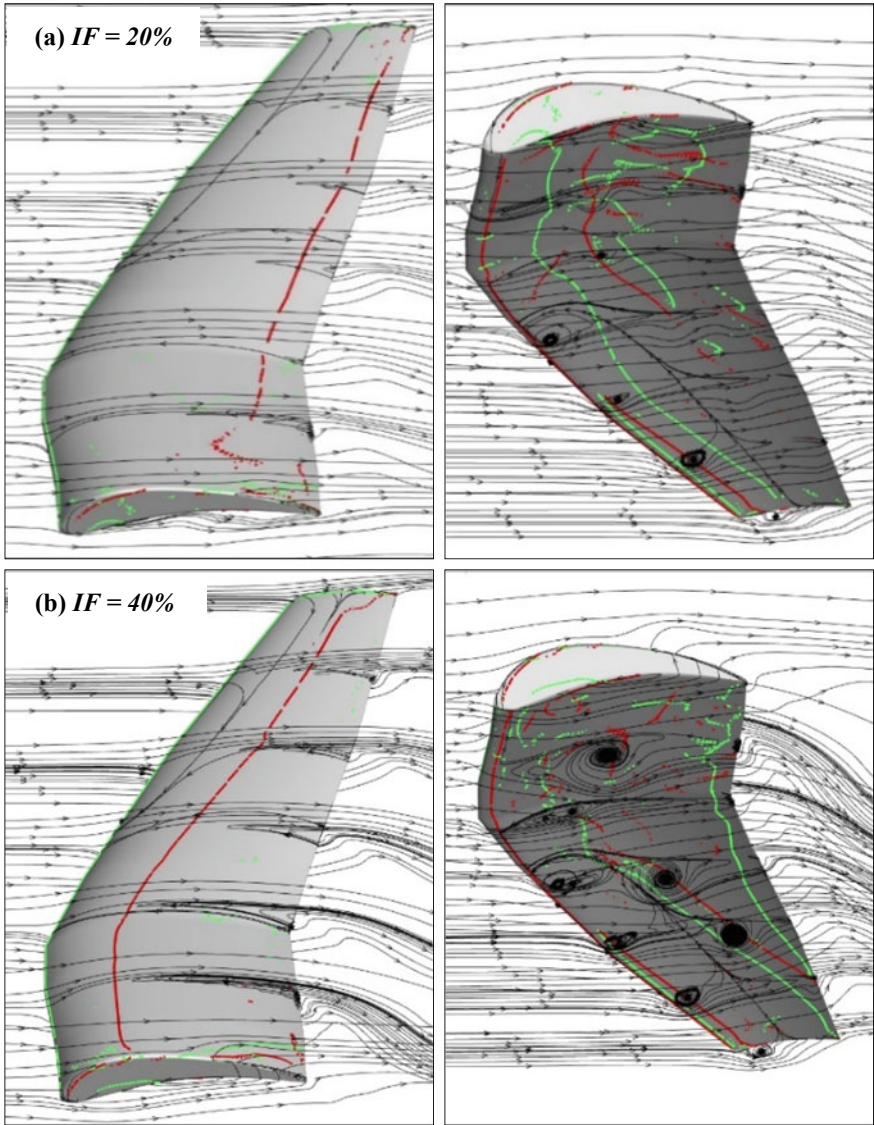 (a) IF = 20%
(b) IF = 40%